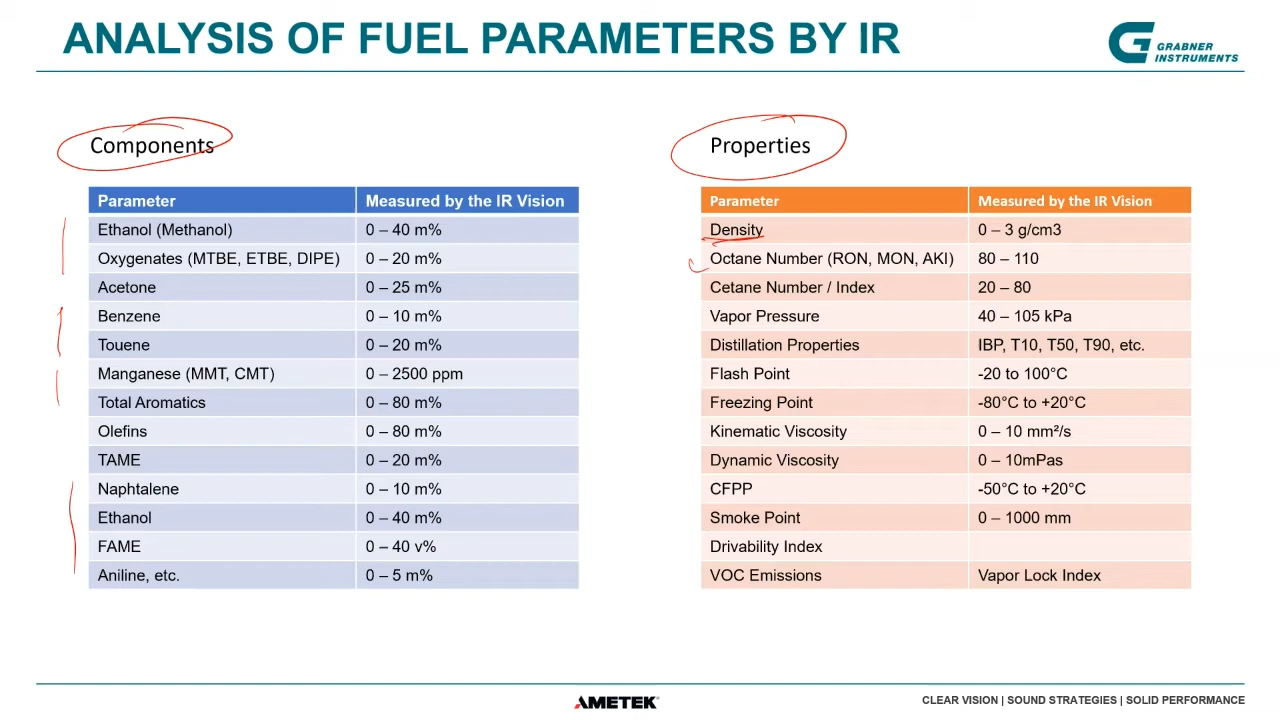 ANALYSIS OF FUEL PARAMETERS BY IR
GRABNER
INSTRUMENTS
Components
Parameter Measured by the IR Vision
Ethanol (Methanol) 0 – 40 m%
Oxygenates (MTBE, ETBE, DIPE) 0 – 20 m%
Acetone 0 – 25 m%
Benzene 0 – 10 m%
Touene 0 – 20 m%
Manganese (MMT, CMT) 0 – 2500 ppm
Total Aromatics 0 – 80 m%
Olefins 0 – 80 m%
TAME 0 – 20 m%
Naphtalene 0 – 10 m%
Ethanol 0 – 40 m%
FAME 0 – 40 v%
Aniline, etc. 0 – 5 m%
Properties
Parameter Measured by the IR Vision
Density 0 – 3 g/cm3
Octane Number (RON, MON, AKI) 80 – 110
Cetane Number / Index 20 – 80
Vapor Pressure 40 – 105 kPa
Distillation Properties IBP, T10, T50, T90, etc.
Flash Point -20 to 100°C
Freezing Point -80°C to +20°C
Kinematic Viscosity 0 – 10 mm²/s
Dynamic Viscosity 0 – 10mPas
CFPP -50°C to +20°C
Smoke Point 0 – 1000 mm
Drivability Index
VOC Emissions Vapor Lock Index
AMETEK
CLEAR VISION | SOUND STRATEGIES | SOLID PERFORMANCE